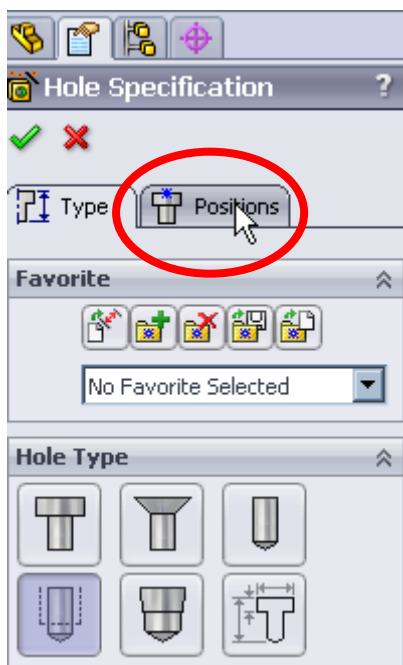 Hole Specification ?
Type Positions
Favorite
No Favorite Selected
Hole Type